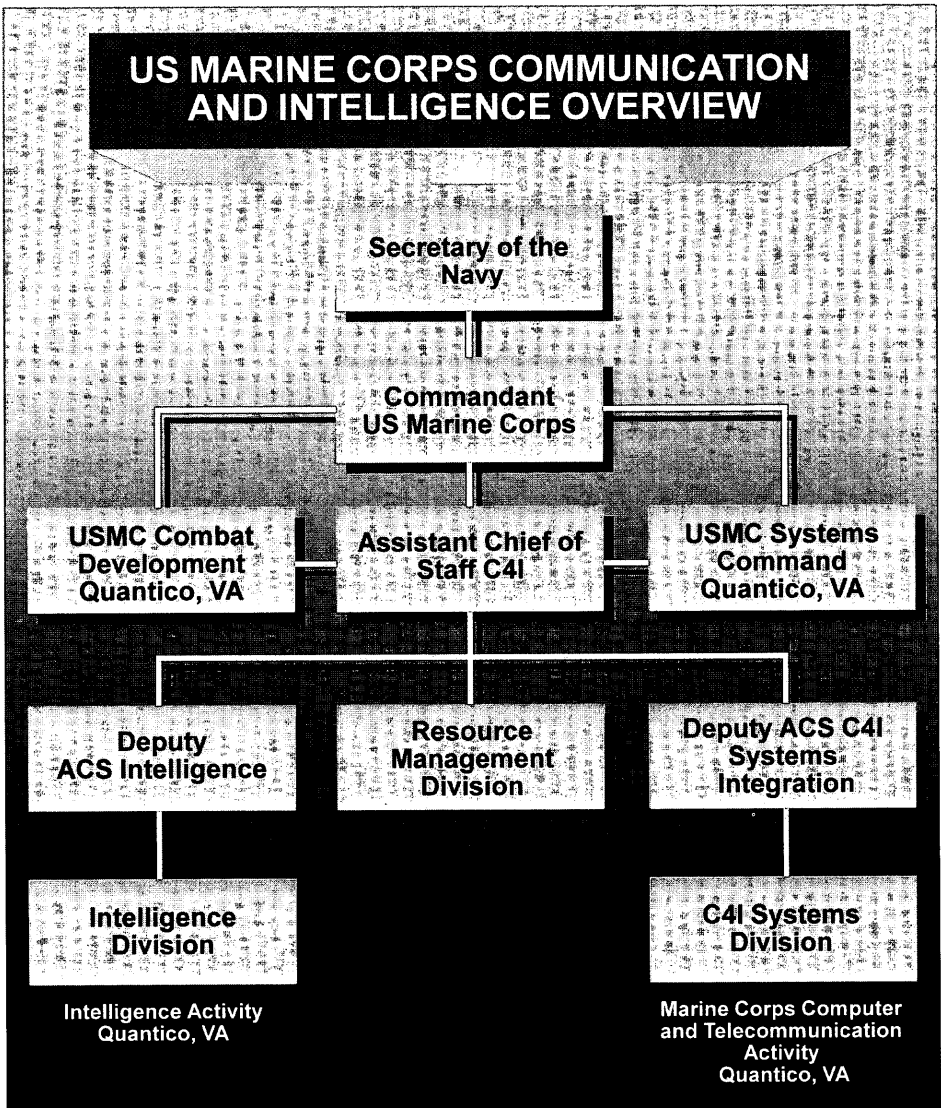 US MARINE CORPS COMMUNICATION
AND INTELLIGENCE OVERVIEW
Secretary of the
Navy
Commandant
US Marine Corps
USMC Combat
Development
Quantico, VA
Assistant Chief of
Staff C4I
USMC Systems
Command
Quantico, VA
Deputy
ACS Intelligence
Resource
Management
Division
Deputy ACS C4I
Systems
Integration
Intelligence
Division
C4I Systems
Division
Intelligence Activity
Quantico, VA
Marine Corps Computer
and Telecommunication
Activity
Quantico, VA